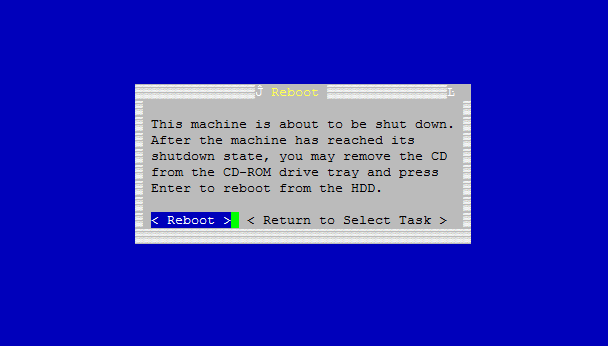 Reboot
This machine is about to be shut down.
After the machine has reached its
shutdown state, you may remove the CD
from the CD-ROM drive tray and press
Enter to reboot from the HDD.
< Reboot > < Return to Select Task >